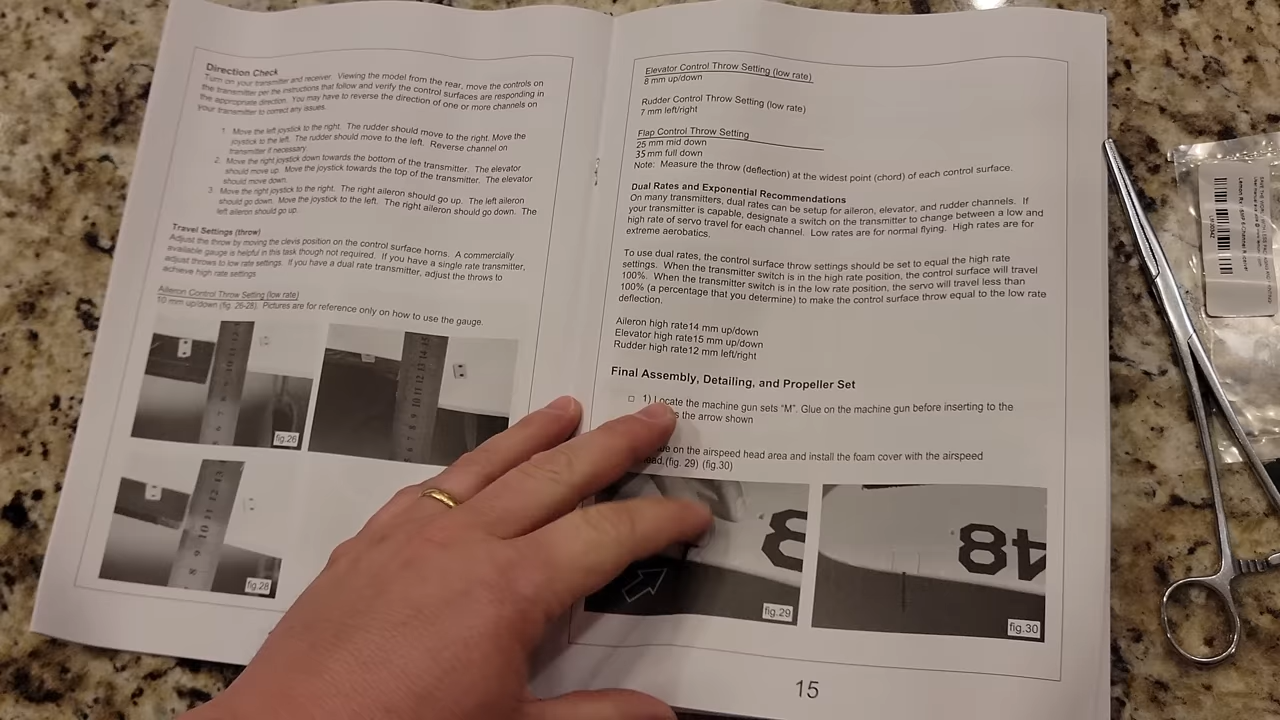 Direction Check
Turn on your transmitter and receiver. Viewing the model from the rear, move the controls on
the transmitter per the instructions that follow and verify the control surfaces are responding in
the appropriate direction. You may have to reverse the direction of one or more channels on
your transmitter to correct any issues.
1. Move the left joystick to the right. The rudder should move to the right. Move the
joystick to the left. The rudder should move to the left. Reverse channel on
transmitter if necessary.
2. Move the right joystick down towards the bottom of the transmitter. The elevator
should move up. Move the joystick towards the top of the transmitter. The elevator
should move down.
3. Move the right joystick to the right. The right aileron should go up. The left aileron
should go down. Move the joystick to the left. The right aileron should go down. The
left aileron should go up.
Travel Settings (throw)
Adjust the throw by moving the clevis position on the control surface horns. A commercially
available gauge is helpful in this task though not required. If you have a single rate transmitter,
adjust throws to low rate settings. If you have a dual rate transmitter, adjust the throws to
achieve high rate settings
Aileron Control Throw Setting (low rate)
10 mm up/down (fig. 26-28). Pictures are for reference only on how to use the gauge.
fig.26
fig.28
Elevator Control Throw Setting (low rate)
8 mm up/down
Rudder Control Throw Setting (low rate)
7 mm left/right
Flap Control Throw Setting
25 mm mid down
35 mm full down
Note: Measure the throw (deflection) at the widest point (chord) of each control surface.
Dual Rates and Exponential Recommendations
On many transmitters, dual rates can be setup for aileron, elevator, and rudder channels. If
your transmitter is capable, designate a switch on the transmitter to change between a low and
high rate of servo travel for each channel. Low rates are for normal flying. High rates are for
extreme aerobatics.
To use dual rates, the control surface throw settings should be set to equal the high rate
settings. When the transmitter switch is in the high rate position, the control surface will travel
100%. When the transmitter switch is in the low rate position, the servo will travel less than
100% (a percentage that you determine) to make the control surface throw equal to the low rate
deflection.
Aileron high rate14 mm up/down
Elevator high rate15 mm up/down
Rudder high rate12 mm left/right
Final Assembly, Detailing, and Propeller Set
□ 1) Locate the machine gun sets “M”. Glue on the machine gun before inserting to the
the arrow shown
on the airspeed head area and install the foam cover with the airspeed
(fig. 29) (fig.30)
fig.29
48
fig.30
15